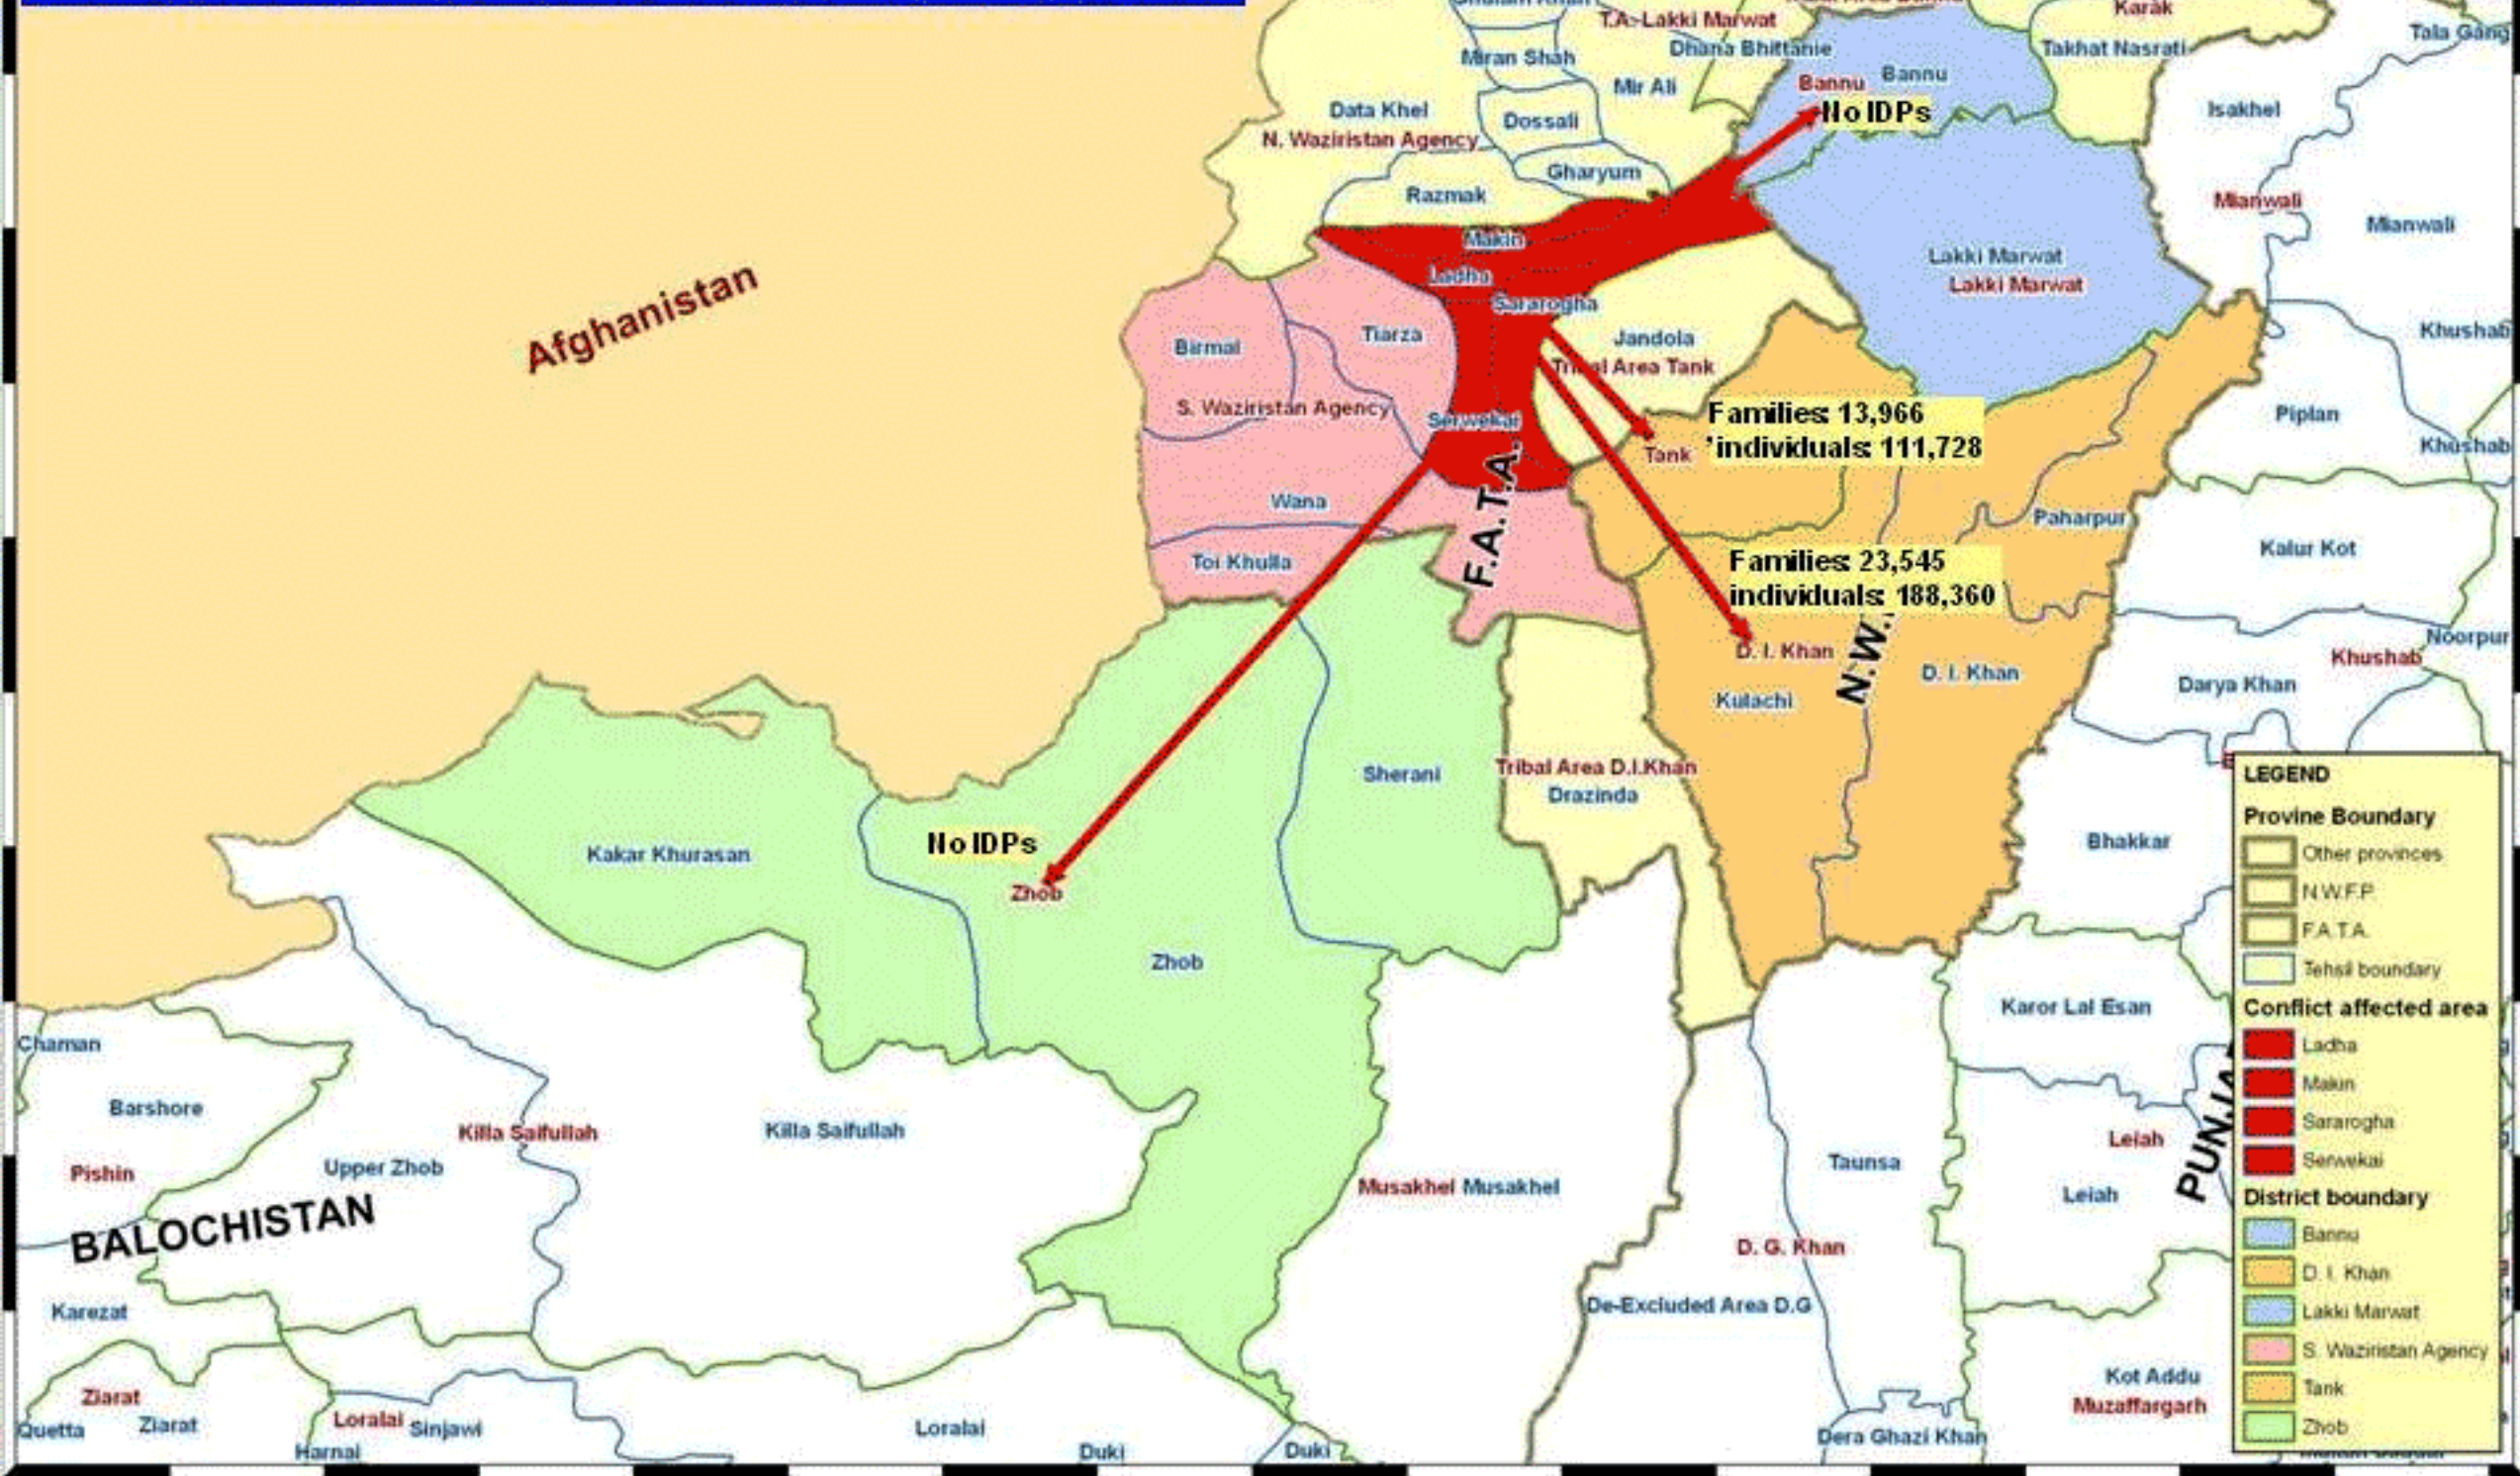 T.A.-Lakki Marwat
Karak
Tala Gang
Miran Shah
Dhana Bhittanie
Takhat Nasrati
Mir Ali
Bannu
Bannu
Data Khel
Dossali
No IDPs
Isakhel
N. Waziristan Agency
Gharyum
Razmak
Mianwali
Mianwali
Makin
Lakki Marwat
Ladha
Lakki Marwat
Sararogha
Afghanistan
Birmal
Tiarza
Jandola
Khushab
Tribal Area Tank
S. Waziristan Agency
Serwekai
Families: 13,966
'individuals: 111,728
Piplan
Khushab
Tank
F.A.T.A.
Wana
Paharpur
Toi Khulla
Kalur Kot
Families: 23,545
individuals: 188,360
N.W.
D. I. Khan
D. I. Khan
Noorpur
Khushab
Darya Khan
Kulachi
Sherani
Tribal Area D.I.Khan
Drazinda
Kakar Khurasan
No IDPs
Zhob
Bhakkar
Zhob
Chaman
Karor Lal Esan
Barshore
Killa Saifullah
Killa Saifullah
Pishin
Upper Zhob
Musakhel Musakhel
Taunsa
Leiah
Leiah
BALOCHISTAN
D. G. Khan
Karezat
De-Excluded Area D.G
Kot Addu
Muzaffargarh
Ziarat
Quetta
Ziarat
Loralai
Sinjawi
Harnai
Loralai
Duki
Duki
Dera Ghazi Khan
LEGEND
Provine Boundary
Other provinces
N.W.F.P.
F.A.T.A.
Tehsil boundary
Conflict affected area
Ladha
Makin
Sararogha
Serwekai
District boundary
Bannu
D. I. Khan
Lakki Marwat
S. Waziristan Agency
Tank
Zhob